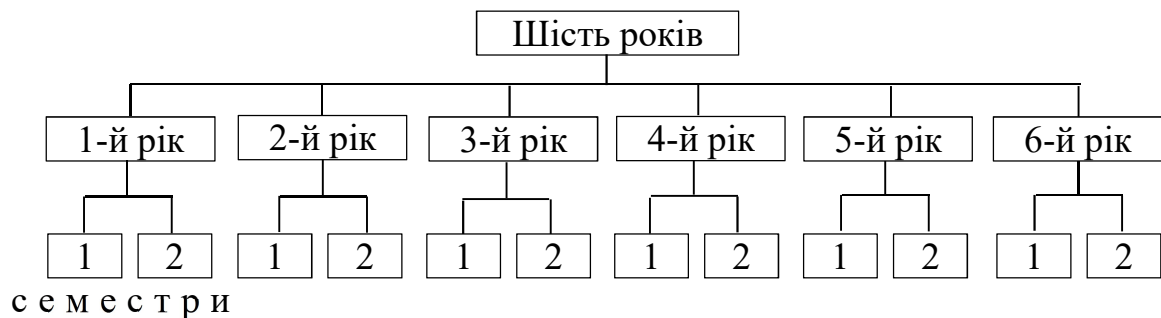 Шість років
1-й рік 2-й рік 3-й рік 4-й рік 5-й рік 6-й рік
1 2 1 2 1 2 1 2 1 2 1 2
с е м е с т р и